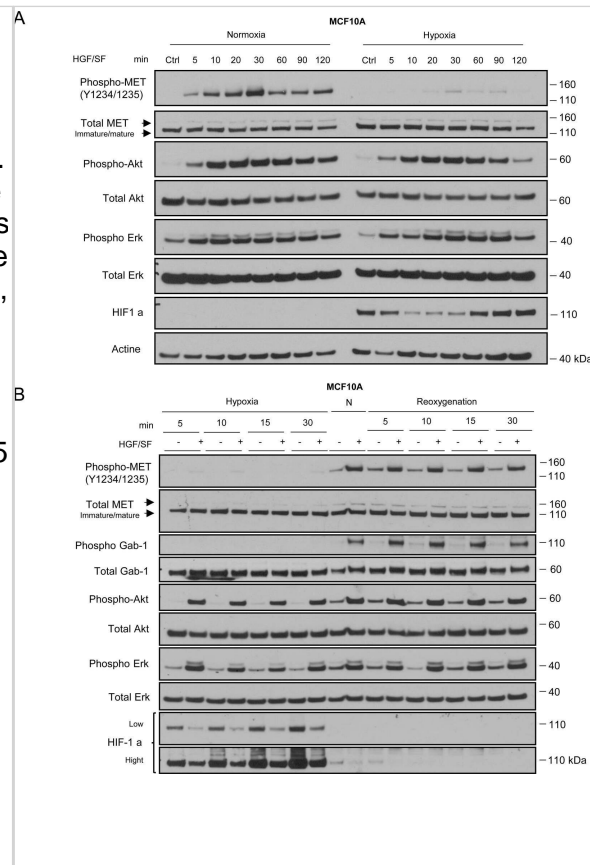 s
e
,
5
A
MCF10A
Normoxia Hypoxia
HGF/SF min Ctrl 5 10 20 30 60 90 120 Ctrl 5 10 20 30 60 90 120
Phospho-MET
(Y1234/1235)
160
110
Total MET
Immature/mature
160
110
Phospho-Akt 60
Total Akt 60
Phospho Erk 40
Total Erk 40
HIF1 a 110
Actine 40 kDa
B
MCF10A
Hypoxia N Reoxygenation
min 5 10 15 30 5 10 15 30
HGF/SF - + - + - + - + - + - + - + - + - +
Phospho-MET
(Y1234/1235)
160
110
Total MET
Immature/mature
160
110
Phospho Gab-1 110
Total Gab-1 60
Phospho-Akt 60
Total Akt 60
Phospho Erk 40
Total Erk 40
Low 110
HIF-1 a
Hight 110 kDa